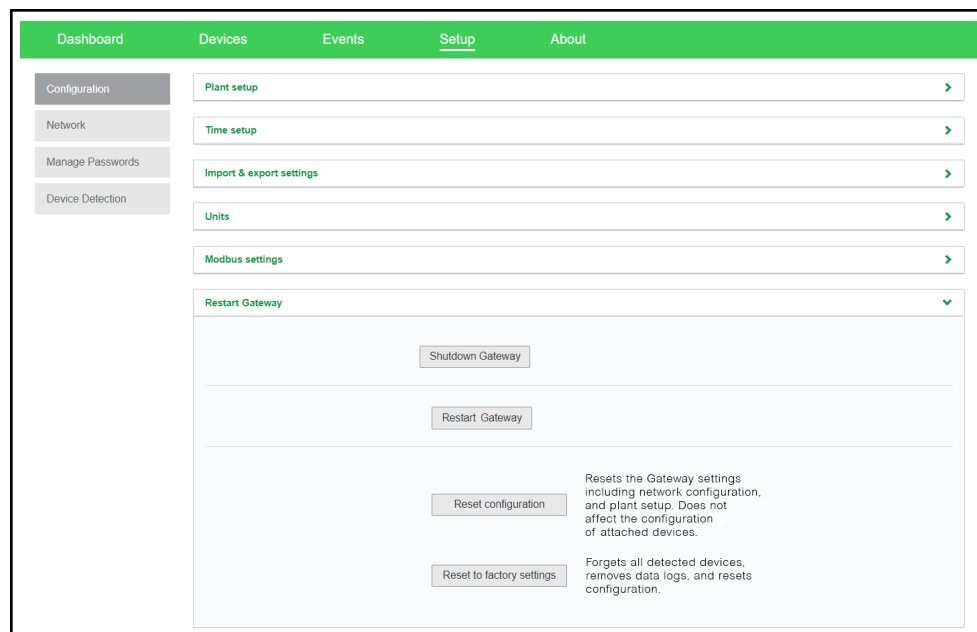 Dashboard Devices Events Setup About
Configuration
Network
Manage Passwords
Device Detection
Plant setup
Time setup
Import & export settings
Units
Modbus settings
Restart Gateway
Shutdown Gateway
Restart Gateway
Reset configuration
Resets the Gateway settings
including network configuration,
and plant setup. Does not
affect the configuration
of attached devices.
Reset to factory settings
Forgets all detected devices,
removes data logs, and resets
configuration.